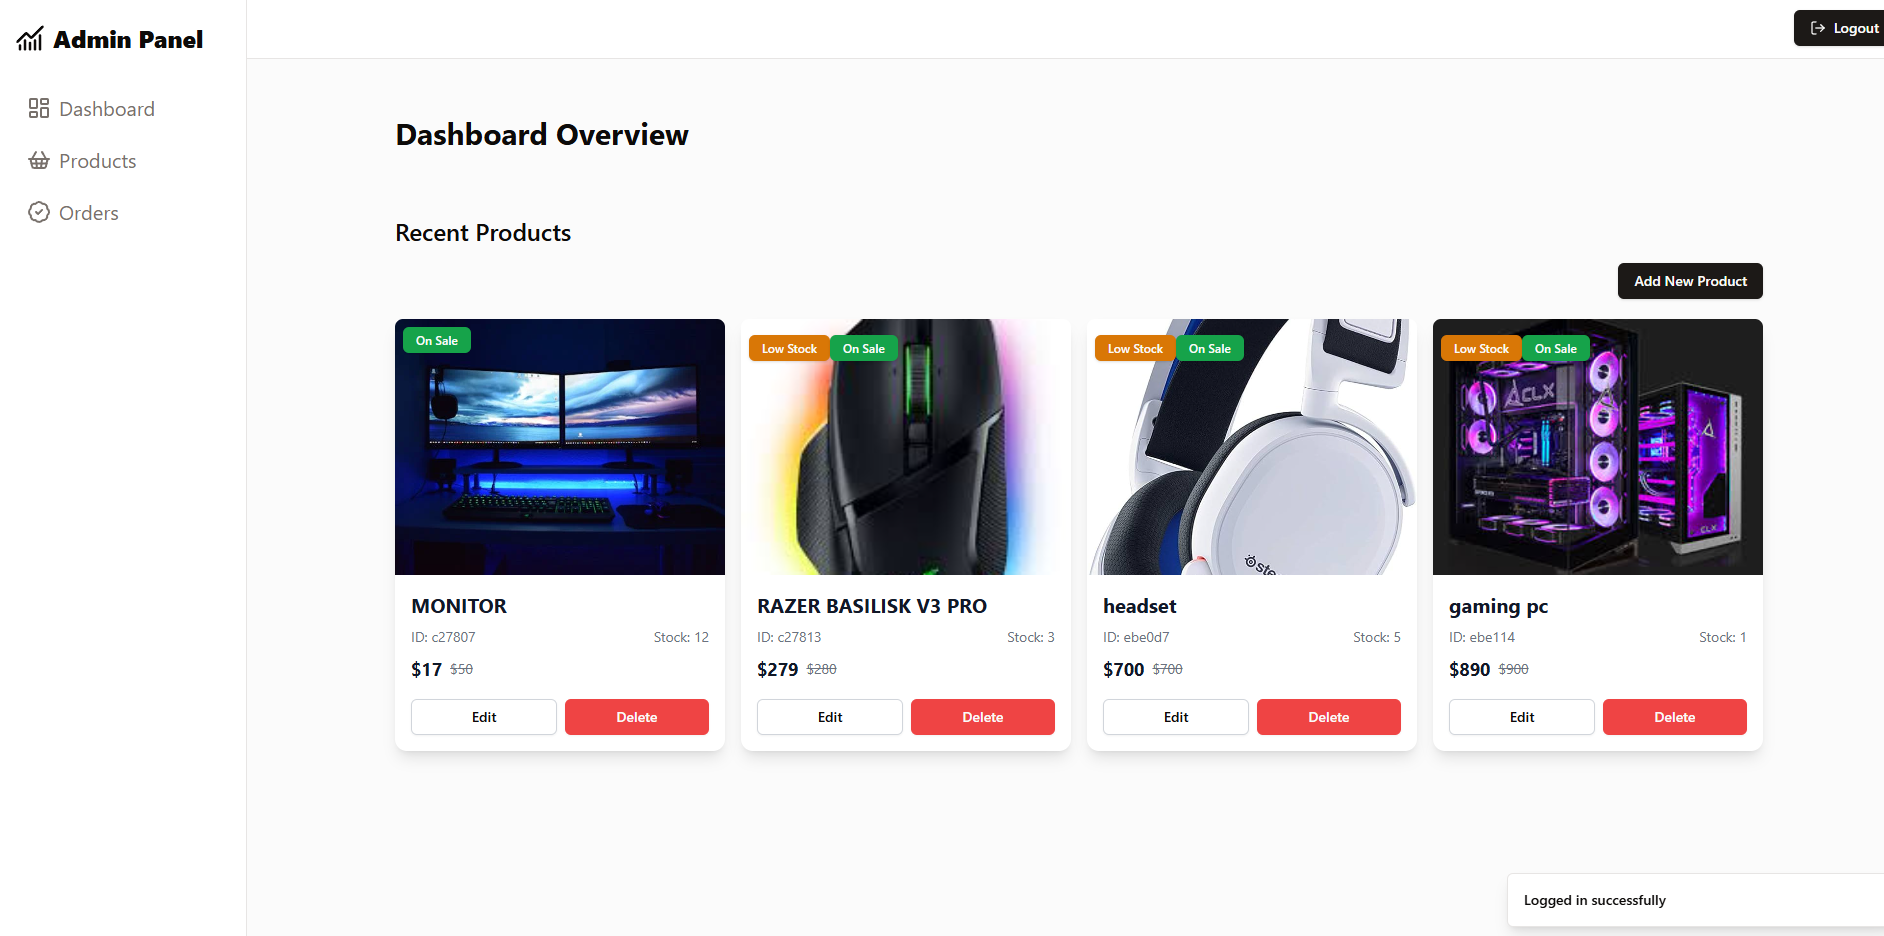 Admin Panel
Logout
Dashboard
Products
Orders
Dashboard Overview
Recent Products
Add New Product
On Sale
MONITOR
ID: c27807
Stock: 12
$17 $50
Edit
Delete
Low Stock
On Sale
RAZER BASILISK V3 PRO
ID: c27813
Stock: 3
$279 $280
Edit
Delete
Low Stock
On Sale
headset
ID: ebe0d7
Stock: 5
$700 $700
Edit
Delete
ste
Low Stock
On Sale
CLX
CLX
gaming pc
ID: ebe114
Stock: 1
$890 $900
Edit
Delete
Logged in successfully